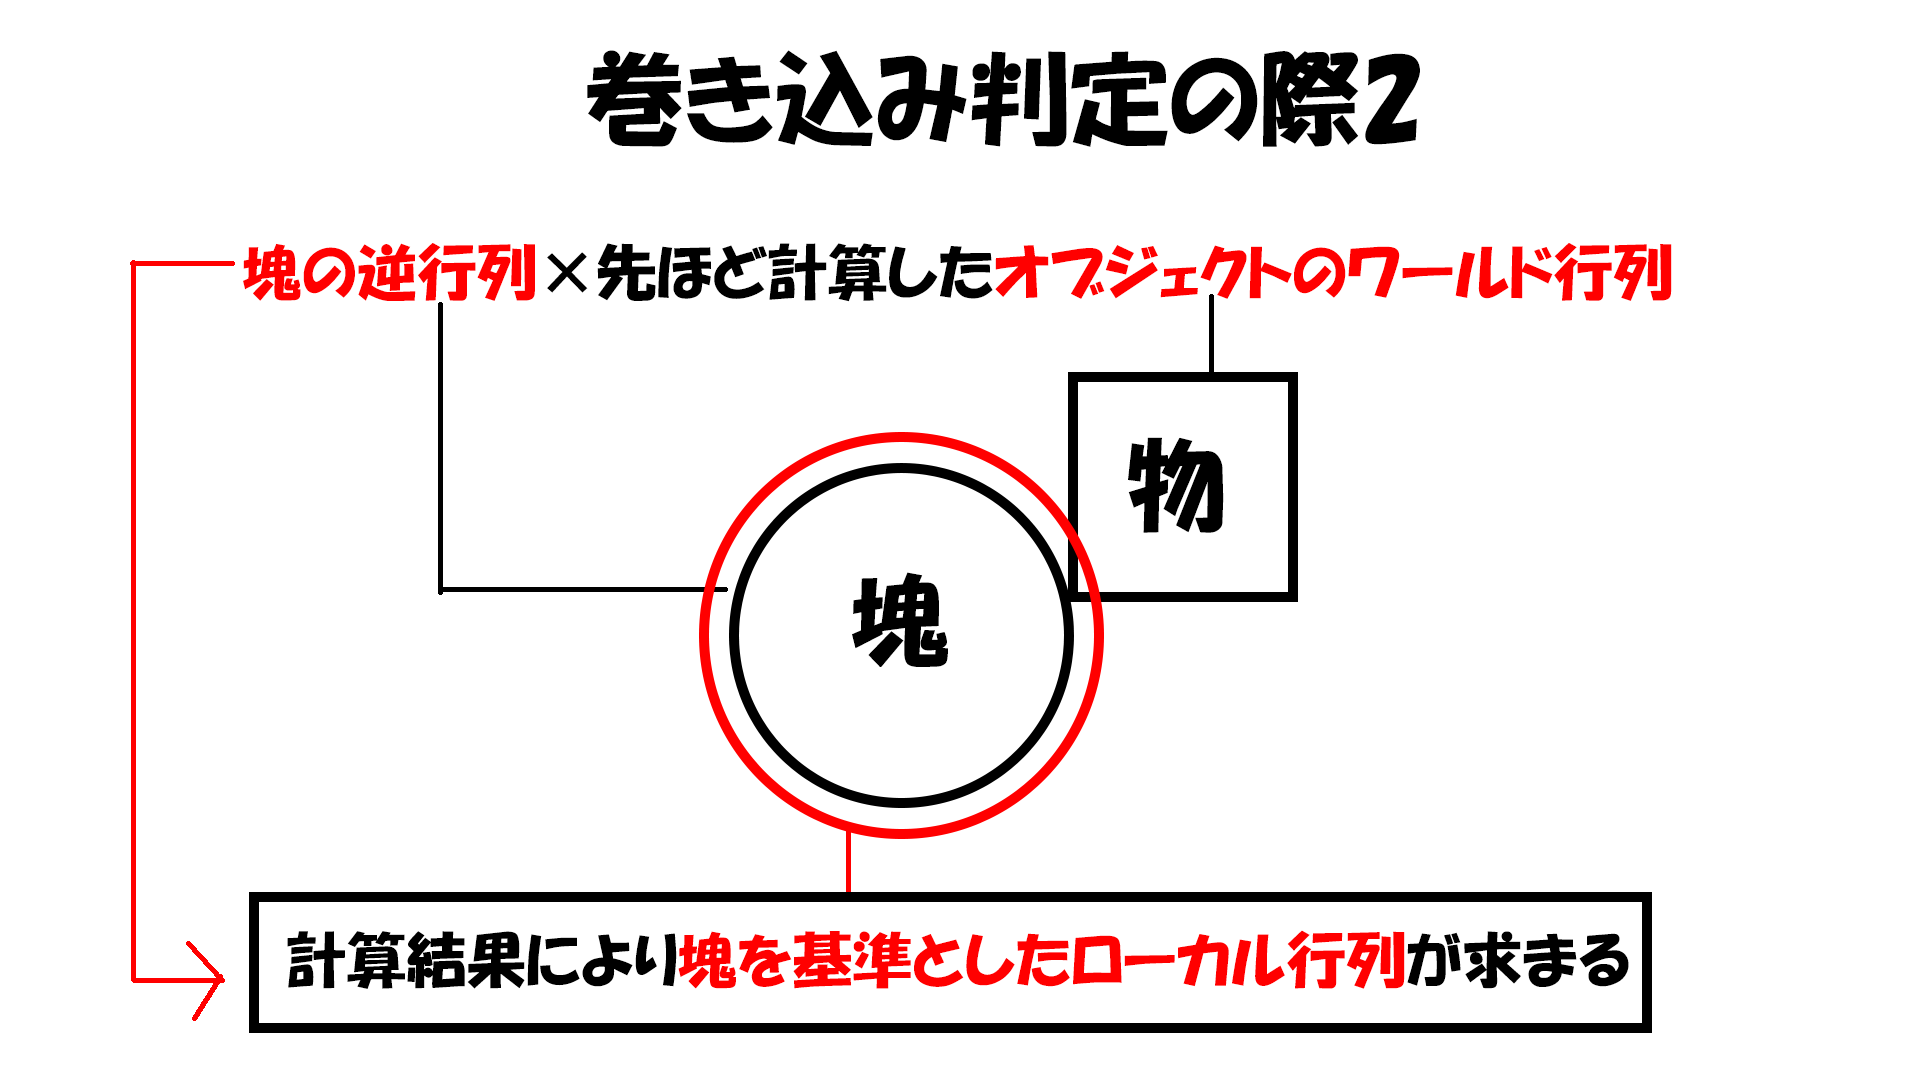 巻き込み判定の際2
塊の逆行列×先ほど計算したオブジェクトのワールド行列
物
塊
計算結果により塊を基準としたローカル行列が求まる